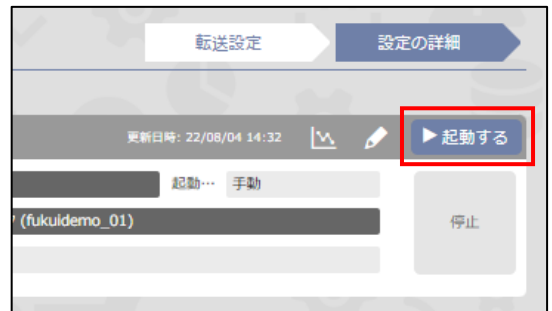 転送設定
設定の詳細
更新日時: 22/08/04 14:32
▶起動する
起動… 手動
(fukuidemo_01)
停止